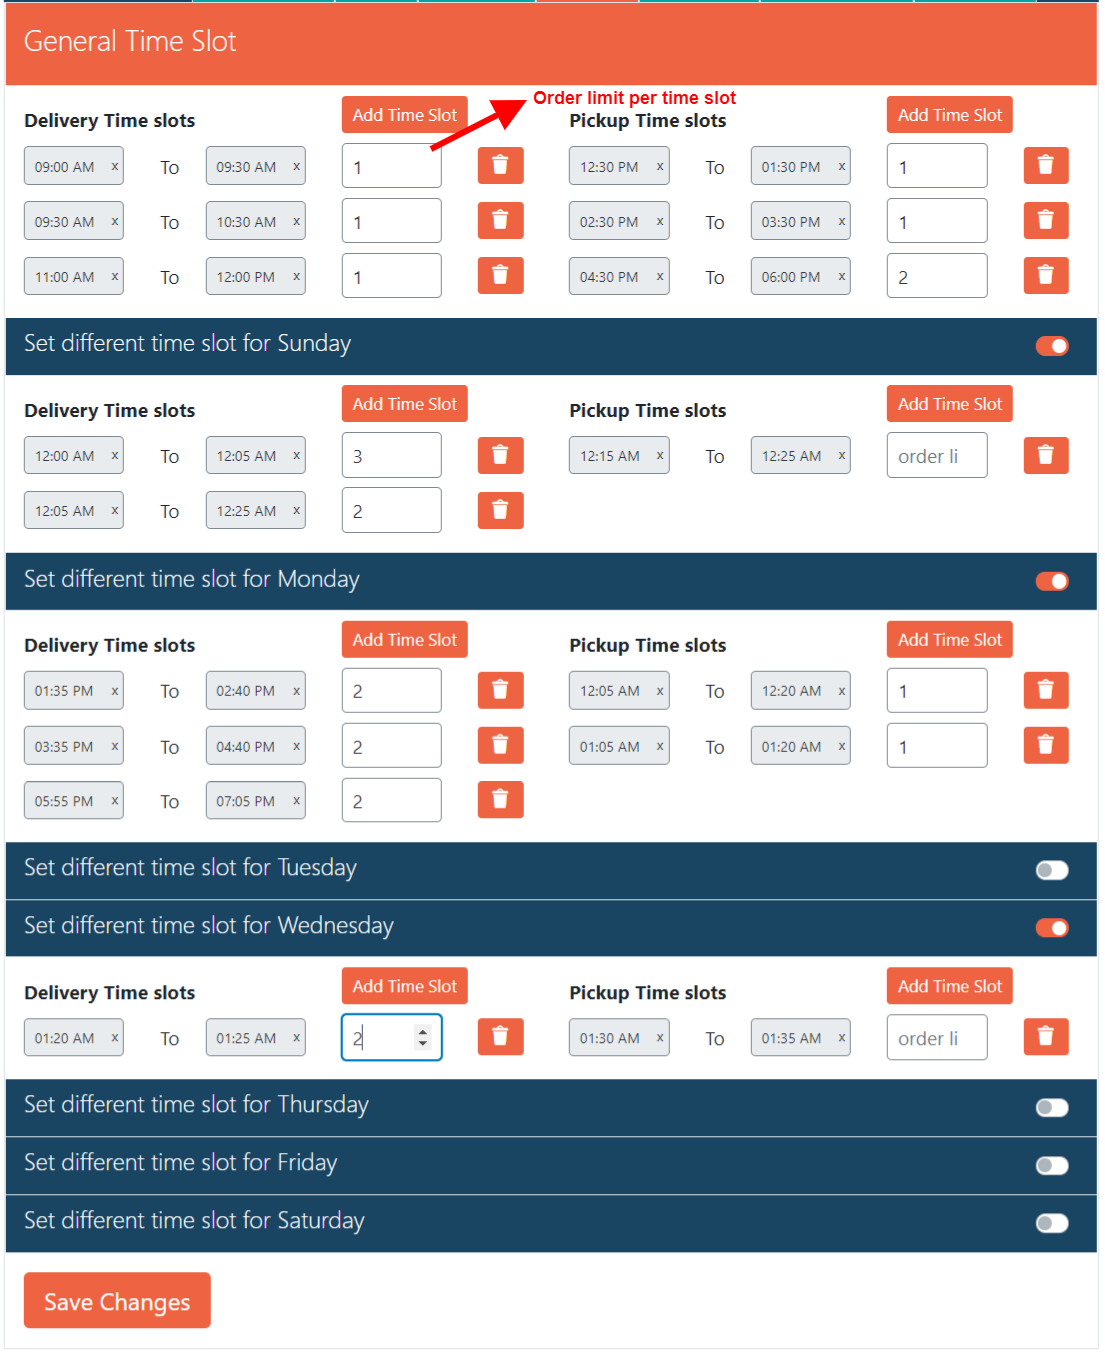 General Time Slot
Order limit per time slot
Delivery Time slots Add Time Slot Pickup Time slots Add Time Slot
09:00 AM x To 09:30 AM x 1 12:30 PM x To 01:30 PM x 1
09:30 AM x To 10:30 AM x 1 02:30 PM x To 03:30 PM x 1
11:00 AM x To 12:00 PM x 1 04:30 PM x To 06:00 PM x 2
Set different time slot for Sunday
Delivery Time slots Add Time Slot Pickup Time slots Add Time Slot
12:00 AM x To 12:05 AM x 3 12:15 AM x To 12:25 AM x order li
12:05 AM x To 12:25 AM x 2
Set different time slot for Monday
Delivery Time slots Add Time Slot Pickup Time slots Add Time Slot
01:35 PM x To 02:40 PM x 2 12:05 AM x To 12:20 AM x 1
03:35 PM x To 04:40 PM x 2 01:05 AM x To 01:20 AM x 1
05:55 PM x To 07:05 PM x 2
Set different time slot for Tuesday
Set different time slot for Wednesday
Delivery Time slots Add Time Slot Pickup Time slots Add Time Slot
01:20 AM x To 01:25 AM x 2 01:30 AM x To 01:35 AM x order li
Set different time slot for Thursday
Set different time slot for Friday
Set different time slot for Saturday
Save Changes